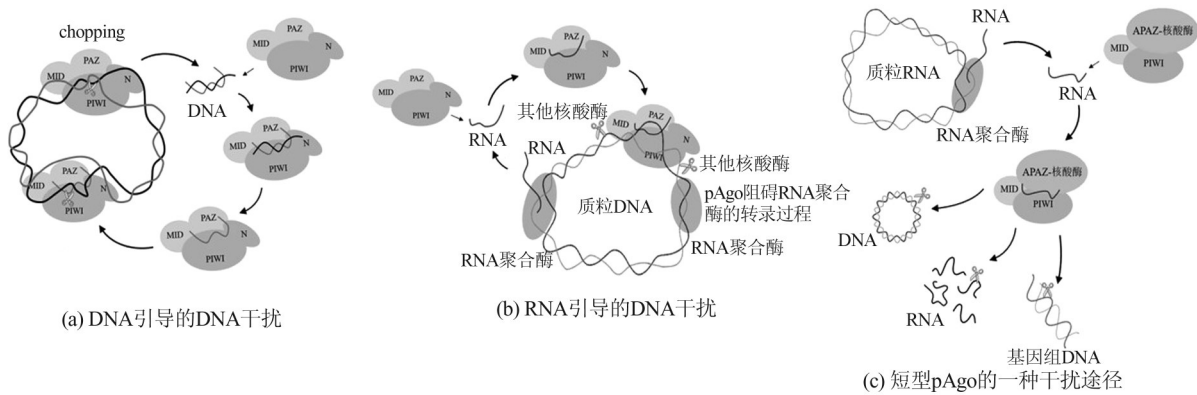 chopping
MID
PAZ
N
PIWI
DNA
MID
PAZ
N
PIWI
MID
PAZ
N
PIWI
MID
PAZ
N
PIWI
MID
PAZ
N
PIWI
(a) DNA引导的DNA干扰
MID
PAZ
N
PIWI
RNA
MID
PAZ
N
PIWI
其他核酸酶
MID
PAZ
N
PIWI
其他核酸酶
RNA
质粒DNA
pAgo阻碍RNA聚合
酶的转录过程
RNA聚合酶
RNA聚合酶
(b) RNA引导的DNA干扰
RNA
质粒RNA
RNA聚合酶
RNA
APAZ-核酸酶
MID
PIWI
APAZ-核酸酶
MID
PIWI
DNA
RNA
基因组DNA
(c) 短型pAgo的一种干扰途径